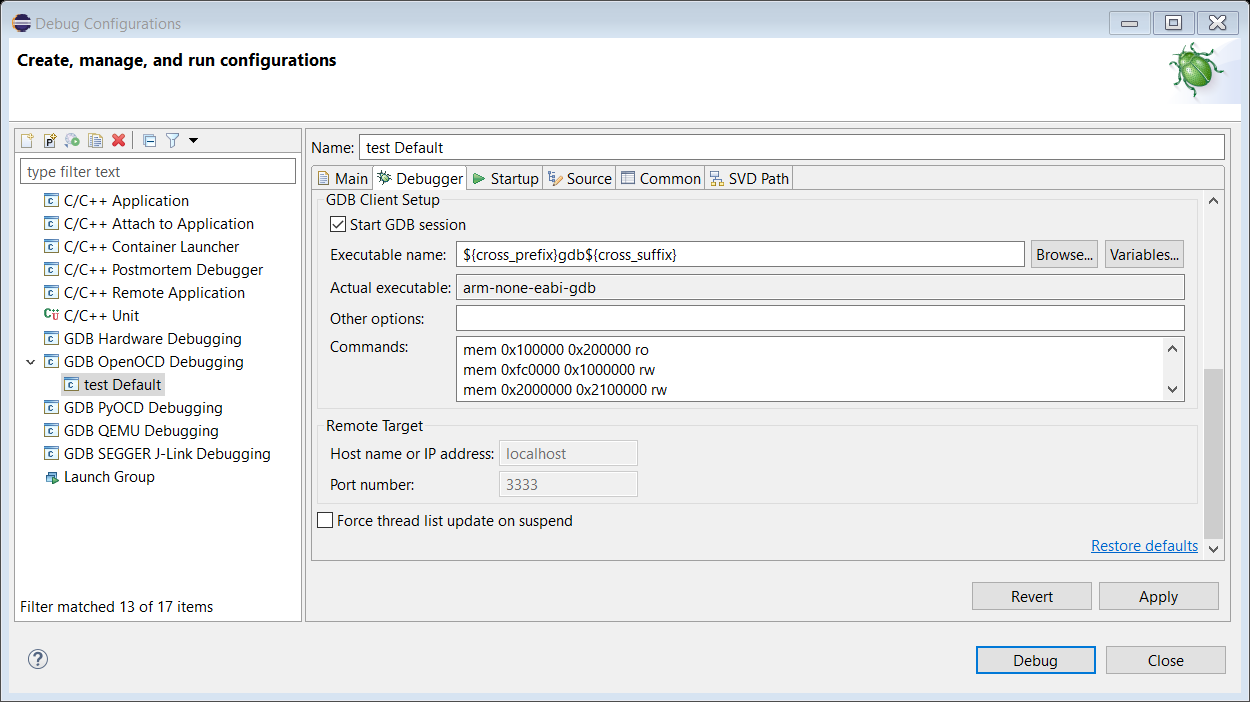 Debug Configurations
Create, manage, and run configurations
type filter text
C/C++ Application
C/C++ Attach to Application
C/C++ Container Launcher
C/C++ Postmortem Debugger
C/C++ Remote Application
C/C++ Unit
GDB Hardware Debugging
GDB OpenOCD Debugging
test Default
GDB PyOCD Debugging
GDB QEMU Debugging
GDB SEGGER J-Link Debugging
Launch Group
Filter matched 13 of 17 items
Name: test Default
Main Debugger Startup Source Common SVD Path
GDB Client Setup
Start GDB session
Executable name: ${cross_prefix}gdb${cross_suffix} Browse... Variables...
Actual executable: arm-none-eabi-gdb
Other options:
Commands: mem 0x100000 0x200000 ro
mem 0xfc0000 0x1000000 rw
mem 0x2000000 0x2100000 rw
Remote Target
Host name or IP address: localhost
Port number: 3333
Force thread list update on suspend
Restore defaults
Revert Apply
Debug Close